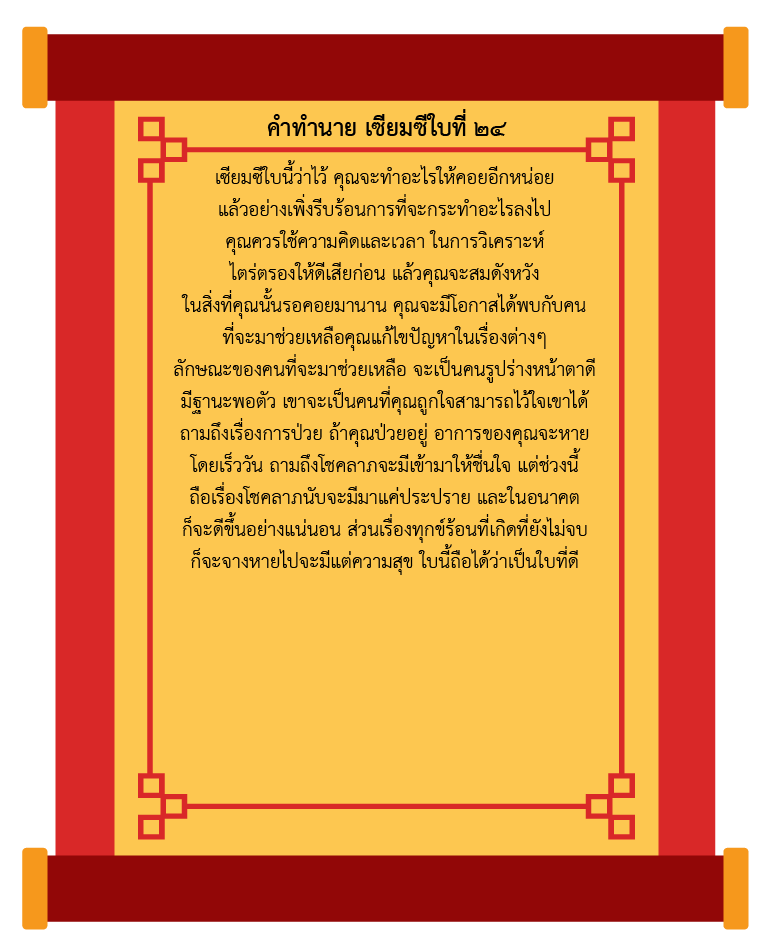 คำทำนาย เซียมซีใบที่ ๒๔
เซียมซีใบนี้ว่าไว้ คุณจะทำอะไรให้คอยอีกหน่อย
แล้วอย่างเพิ่งรีบร้อนการที่จะกระทำอะไรลงไป
คุณควรใช้ความคิดและเวลา ในการวิเคราะห์
ไตร่ตรองให้ดีเสียก่อน แล้วคุณจะสมดังหวัง
ในสิ่งที่คุณนั้นรอคอยมานาน คุณจะมีโอกาสได้พบกับคน
ที่จะมาช่วยเหลือคุณแก้ไขปัญหาในเรื่องต่างๆ
ลักษณะของคนที่จะมาช่วยเหลือ จะเป็นคนรูปร่างหน้าตาดี
มีฐานะพอตัว เขาจะเป็นคนที่คุณถูกใจสามารถไว้ใจเขาได้
ถามถึงเรื่องการป่วย ถ้าคุณป่วยอยู่ อาการของคุณจะหาย
โดยเร็ววัน ถามถึงโชคลาภจะมีเข้ามาให้ชื่นใจ แต่ช่วงนี้
ถือเรื่องโชคลาภนับจะมีมาแค่ประปราย และในอนาคต
ก็จะดีขึ้นอย่างแน่นอน ส่วนเรื่องทุกข์ร้อนที่เกิดที่ยังไม่จบ
ก็จะจางหายไปจะมีแต่ความสุข ใบนี้ถือได้ว่าเป็นใบที่ดี